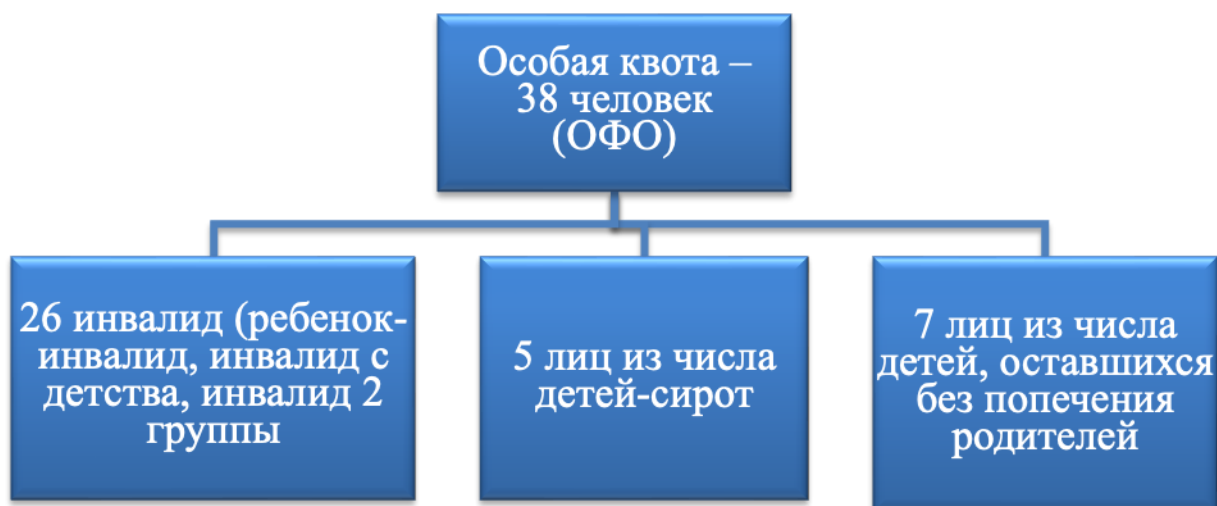 Особая квота –
38 человек
(ОФО)
26 инвалид (ребенок-
инвалид, инвалид с
детства, инвалид 2
группы
5 лиц из числа
детей-сирот
7 лиц из числа
детей, оставшихся
без попечения
родителей